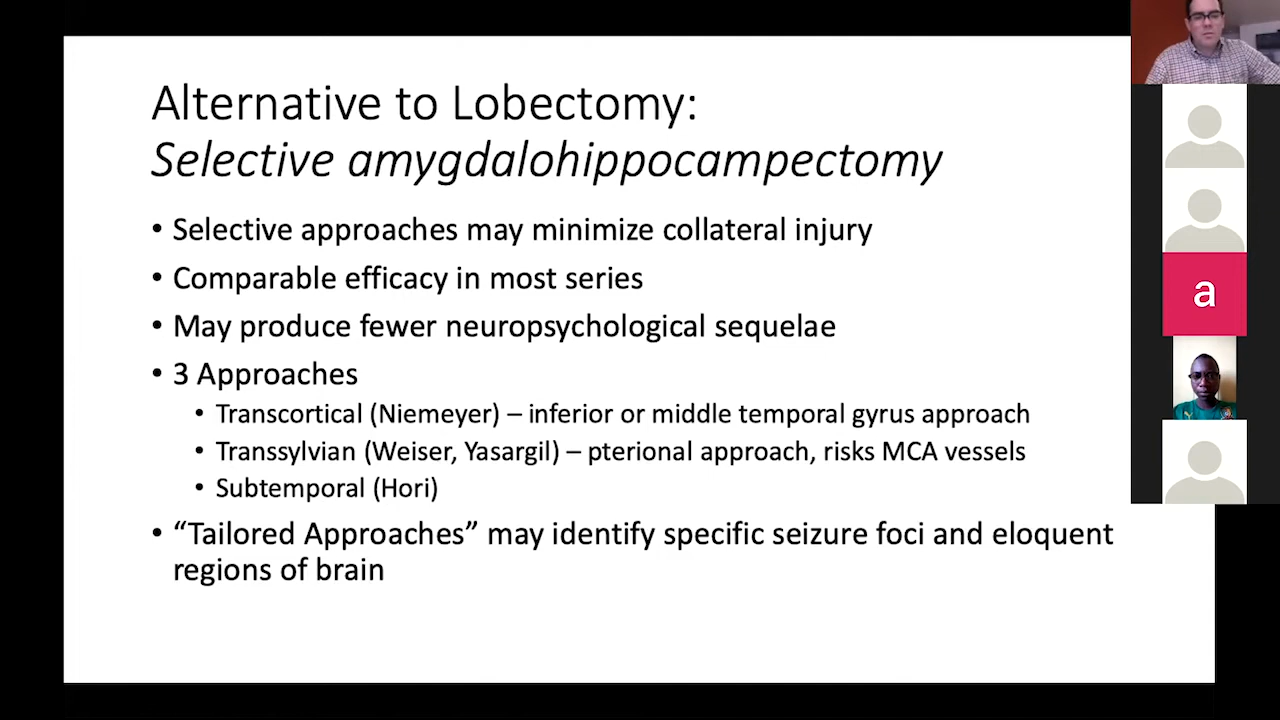 Alternative to Lobectomy:
Selective amygdalohippocampectomy
• Selective approaches may minimize collateral injury
• Comparable efficacy in most series
• May produce fewer neuropsychological sequelae
• 3 Approaches
• Transcortical (Niemeyer) – inferior or middle temporal gyrus approach
• Transsylvian (Weiser, Yasargil) – pterional approach, risks MCA vessels
• Subtemporal (Hori)
• “Tailored Approaches” may identify specific seizure foci and eloquent
regions of brain
a